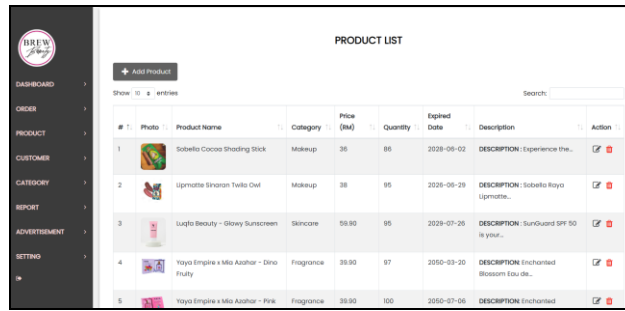 BREW
Beauty
PRODUCT LIST
Add Product
DASHBOARD
Show 10 entries
Search:
ORDER
PRODUCT
# Photo Product Name Category Price (RM) Quantity Expired Date Description Action
CUSTOMER
1 Sobella Cocoa Shading Stick Makeup 36 86 2028-08-02 DESCRIPTION : Experience the...
CATEGORY
2 Lipmatte Sinaran Twila Owl Makeup 38 95 2026-06-29 DESCRIPTION : Sobella Raya
Lipmatte...
REPORT
ADVERTISEMENT
3 Luqfa Beauty - Glowy Sunscreen Skincare 59.90 95 2029-07-26 DESCRIPTION : SunGuard SPF 50
is your...
SETTING
4 Yaya Empire x Mia Azahar - Dino
Fruity Fragrance 39.90 97 2050-03-20 DESCRIPTION: Enchanted
Blossom Eau de...
5 Yaya Empire x Mia Azahar - Pink Fragrance 39.90 100 2050-07-06 DESCRIPTION: Enchanted